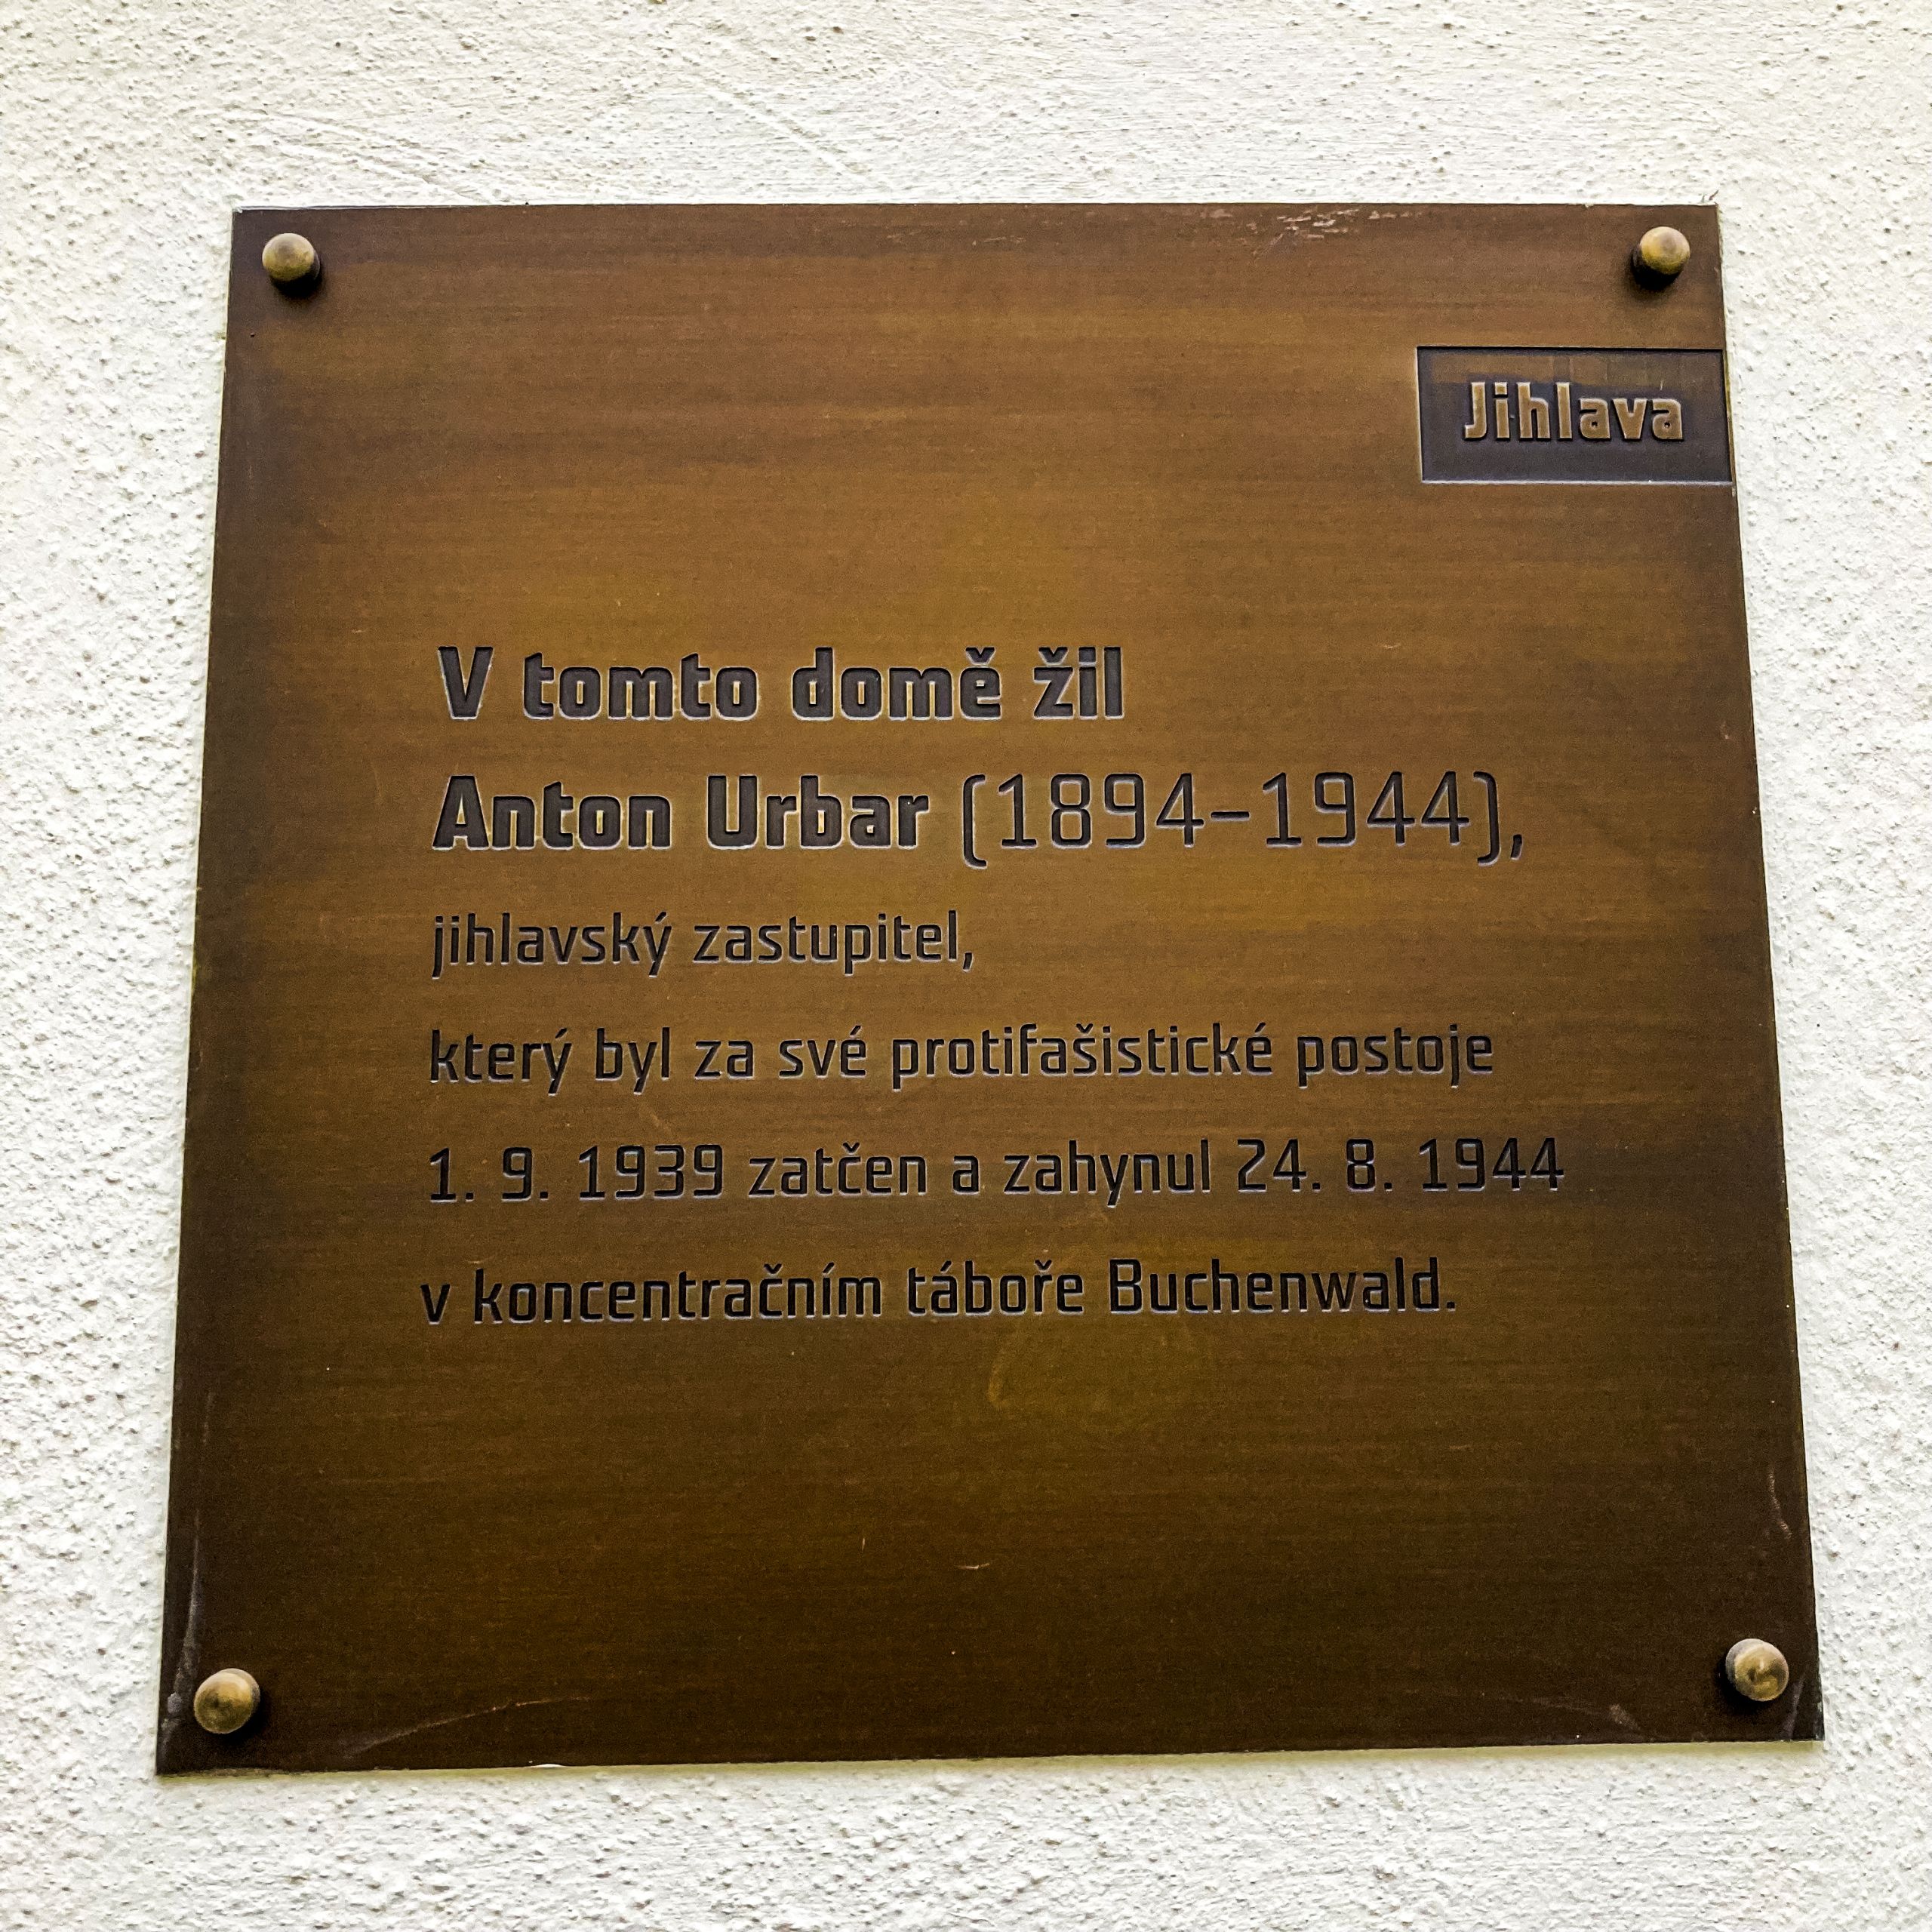 Jihlava
V tomto domě žil
Anton Urbar (1894–1944),
jihlavský zastupitel,
který byl za své protifašistické postoje
1. 9. 1939 zatčen a zahynul 24. 8. 1944
v koncentračním táboře Buchenwald.